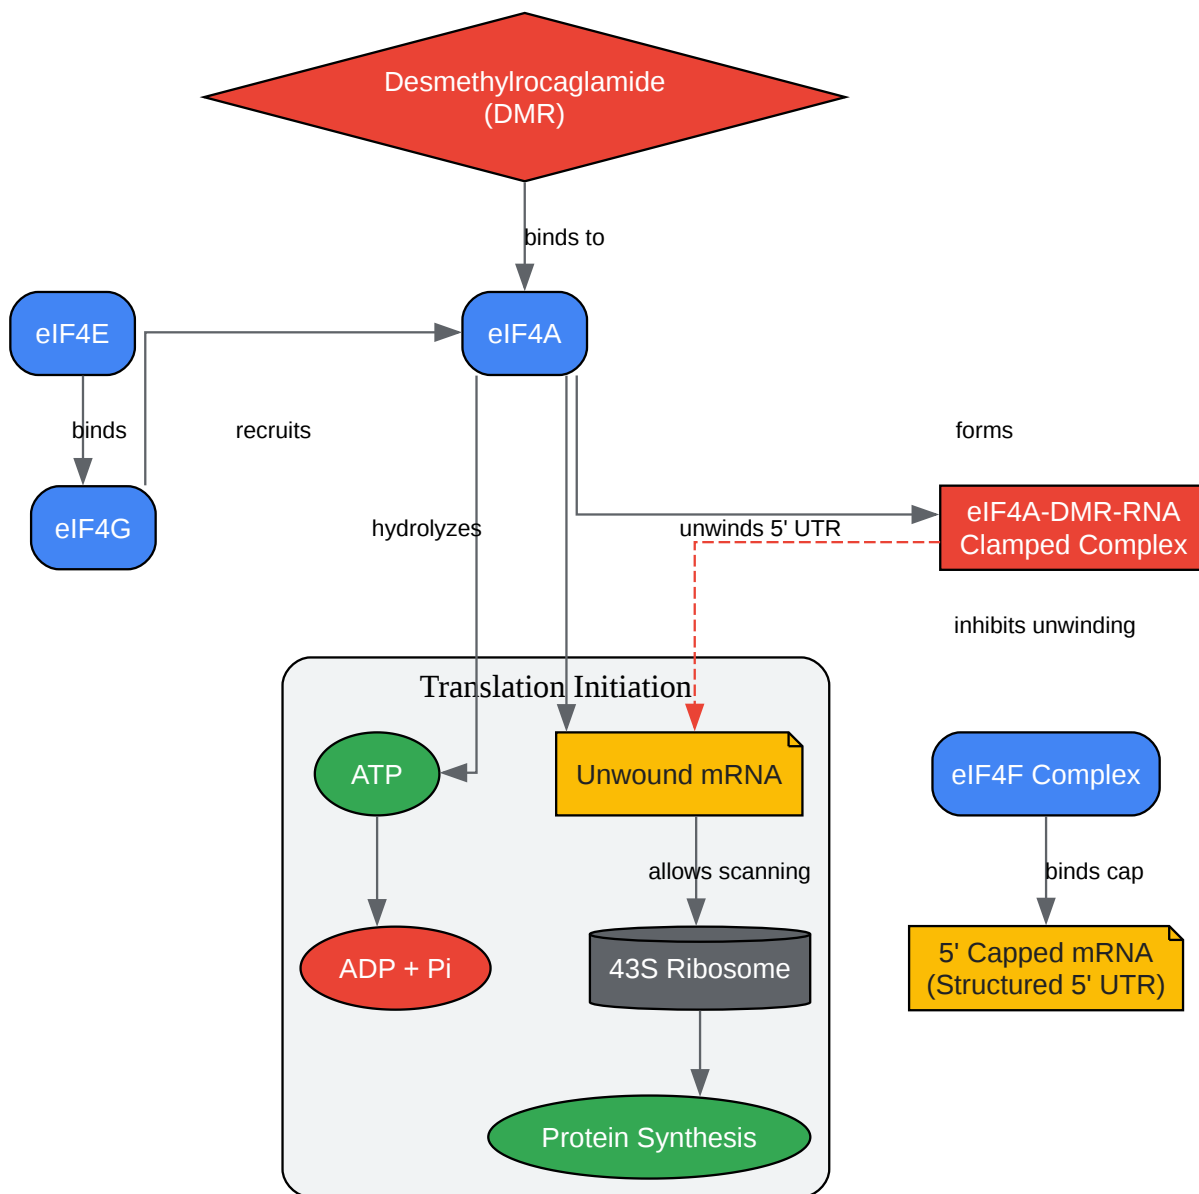 Desmethylrocaglamide
(DMR)
binds to
eIF4E
eIF4A
binds
recruits
forms
eIF4G
hydrolyzes
unwinds 5' UTR
eIF4A-DMR-RNA
Clamped Complex
inhibits unwinding
Translation Initiation
ATP
Unwound mRNA
eIF4F Complex
allows scanning
binds cap
ADP + Pi
43S Ribosome
5' Capped mRNA
(Structured 5' UTR)
Protein Synthesis